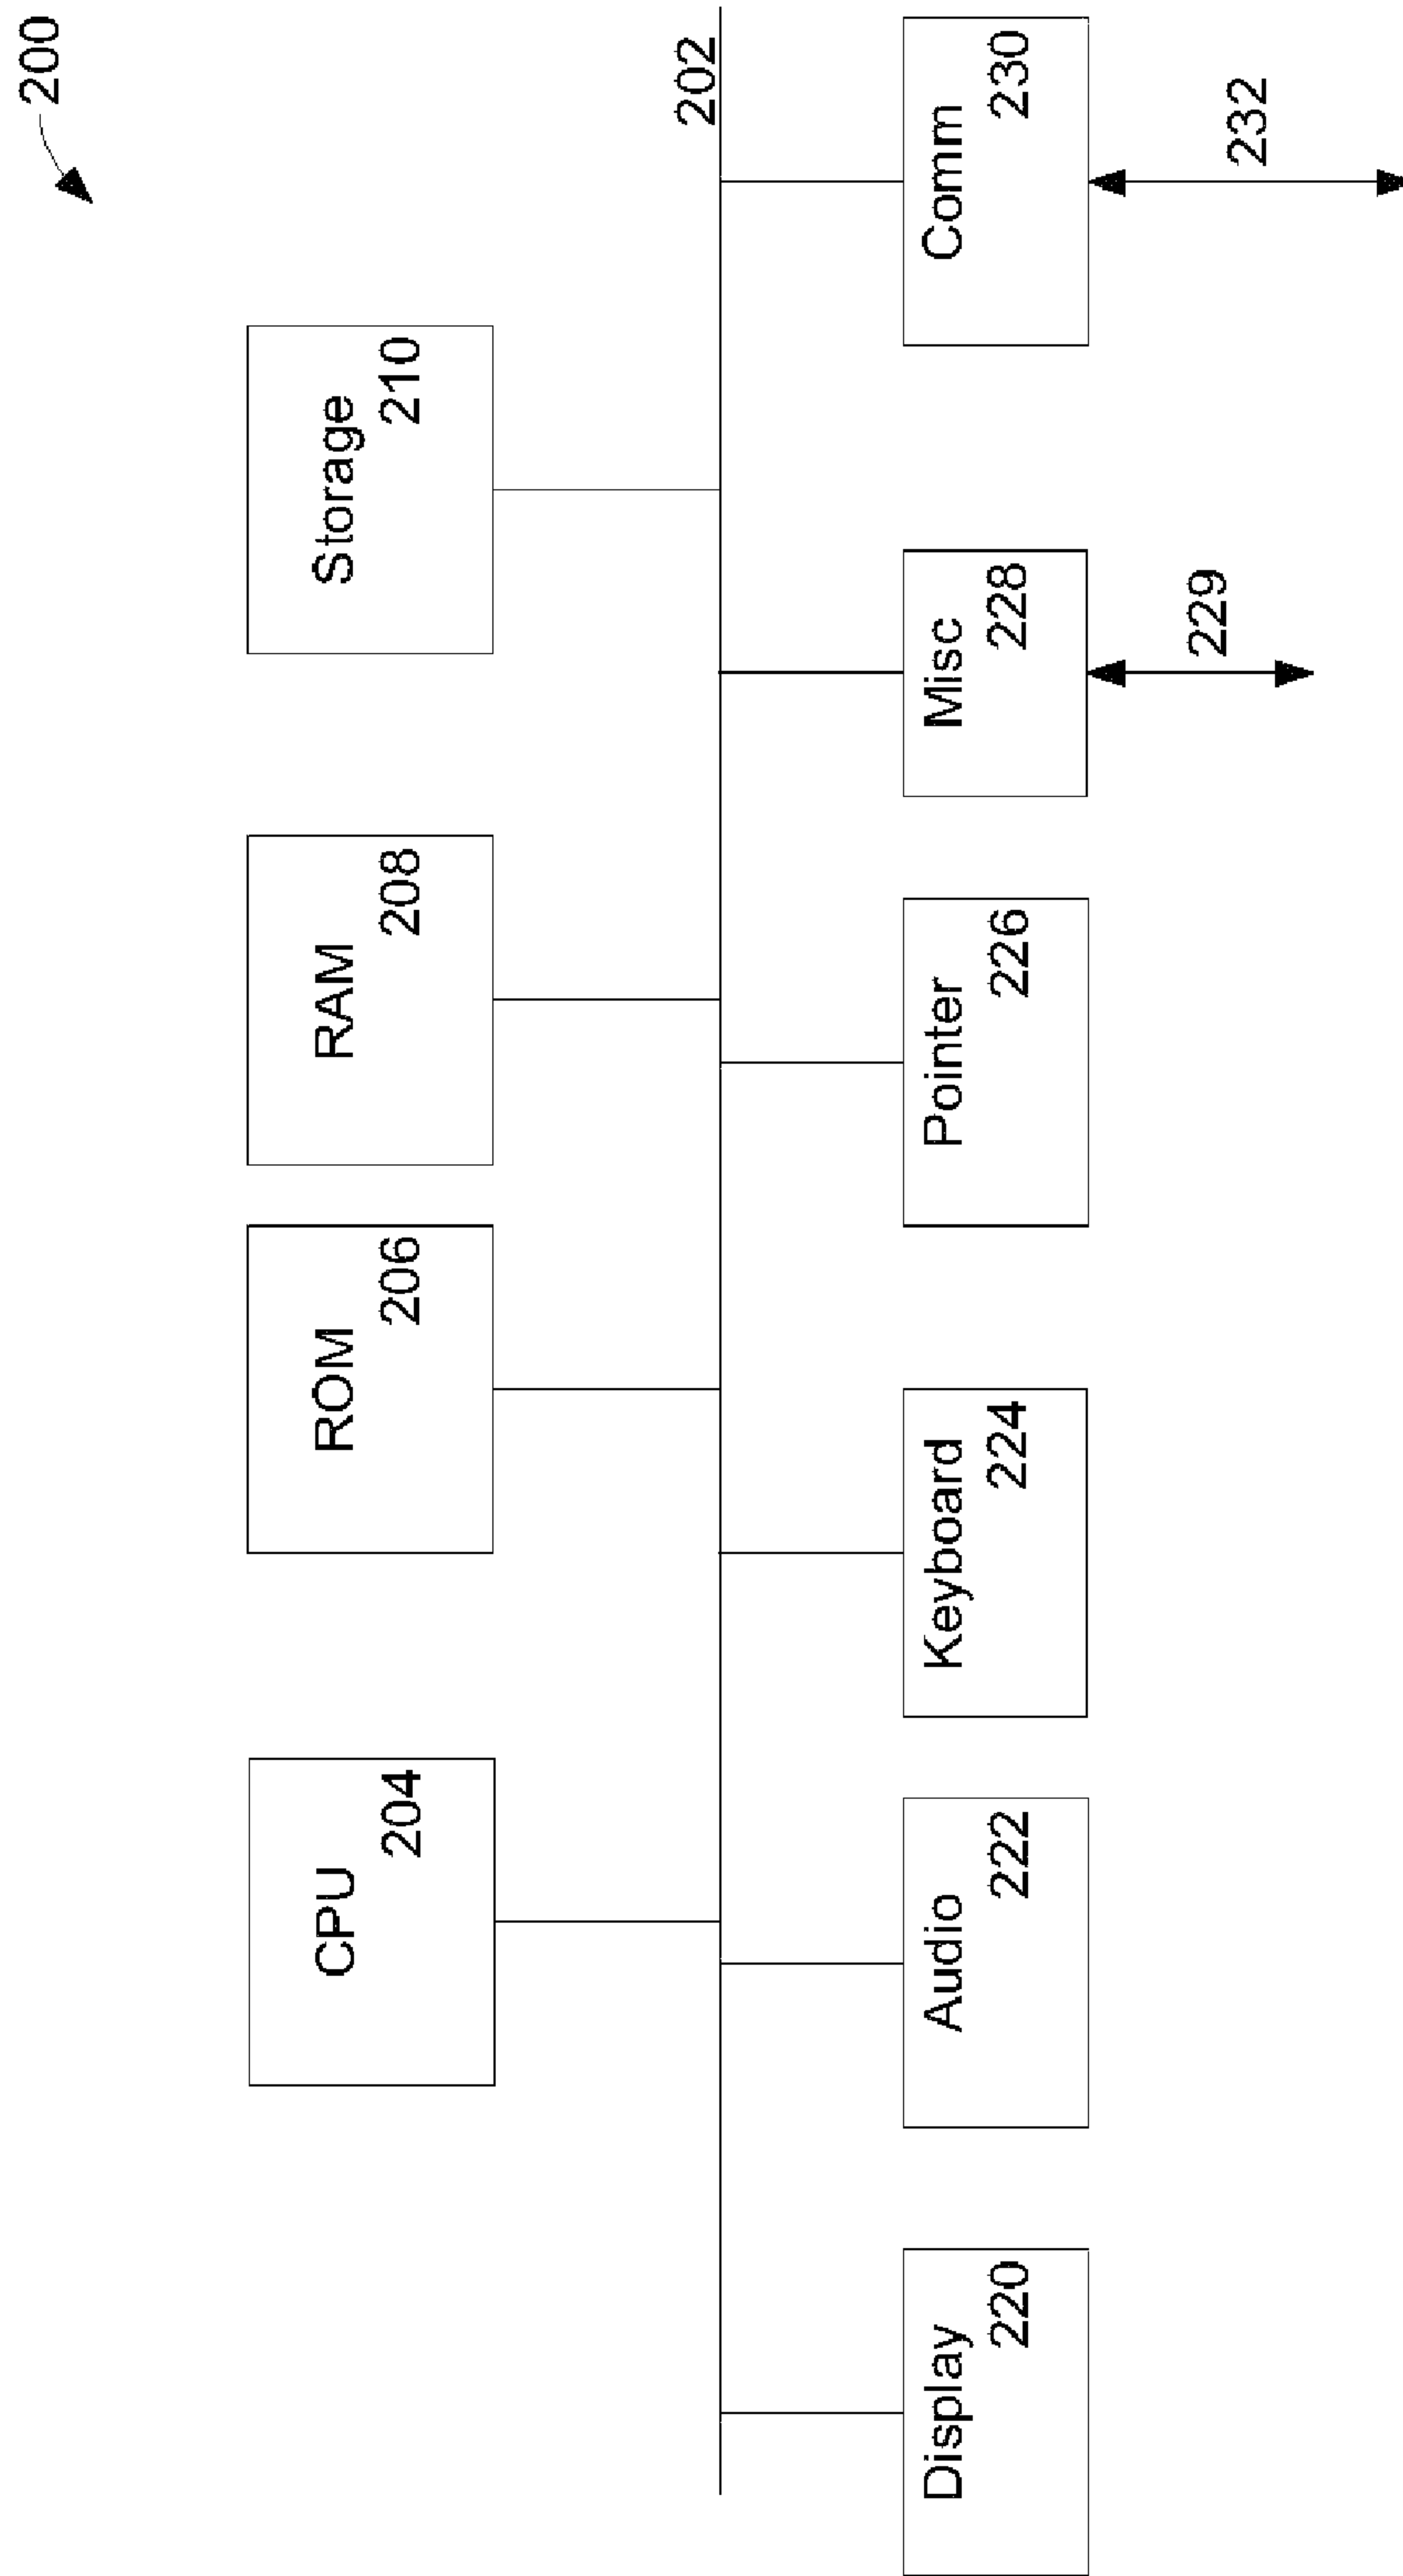 200
CPU
204
ROM
206
RAM
208
Storage
210
202
Display
220
Audio
222
Keyboard
224
Pointer
226
Misc
228
Comm
230
229
232